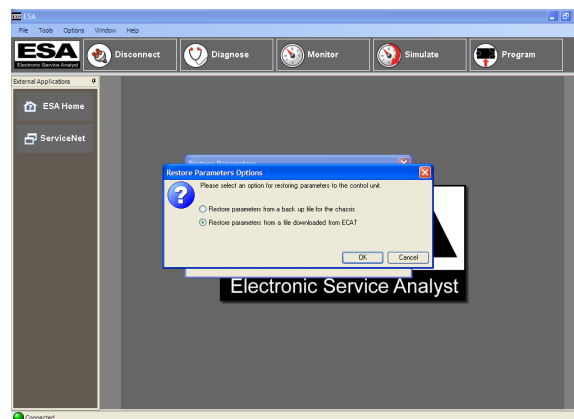 ESA
File Tools Options Window Help
ESA
Electronic Service Analyst
Disconnect
Diagnose
Monitor
Simulate
Program
External Applications
ESA Home
ServiceNet
Restore Parameters
Restore Parameters Options
Please select an option for restoring parameters to the control unit.
Restore parameters from a back up file for the chassis
Restore parameters from a file downloaded from ECAT
OK Cancel
Electronic Service Analyst
Connected